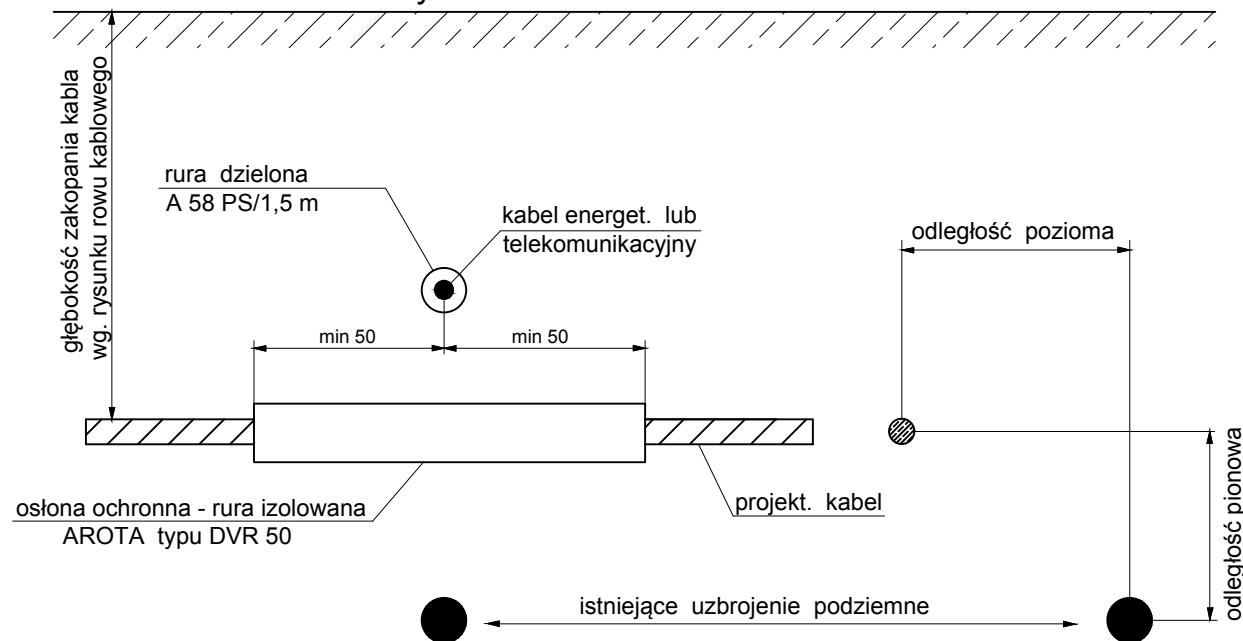 głębokość zakopania kabla
wg. rysunku rowu kablowego
rura dzielona
A 58 PS/1,5 m
kabel energet. lub
telekomunikacyjny
odległość pozioma
min 50
min 50
osłona ochronna - rura izolowana
AROTA typu DVR 50
projekt. kabel
odległość pionowa
istniejące uzbrojenie podziemne